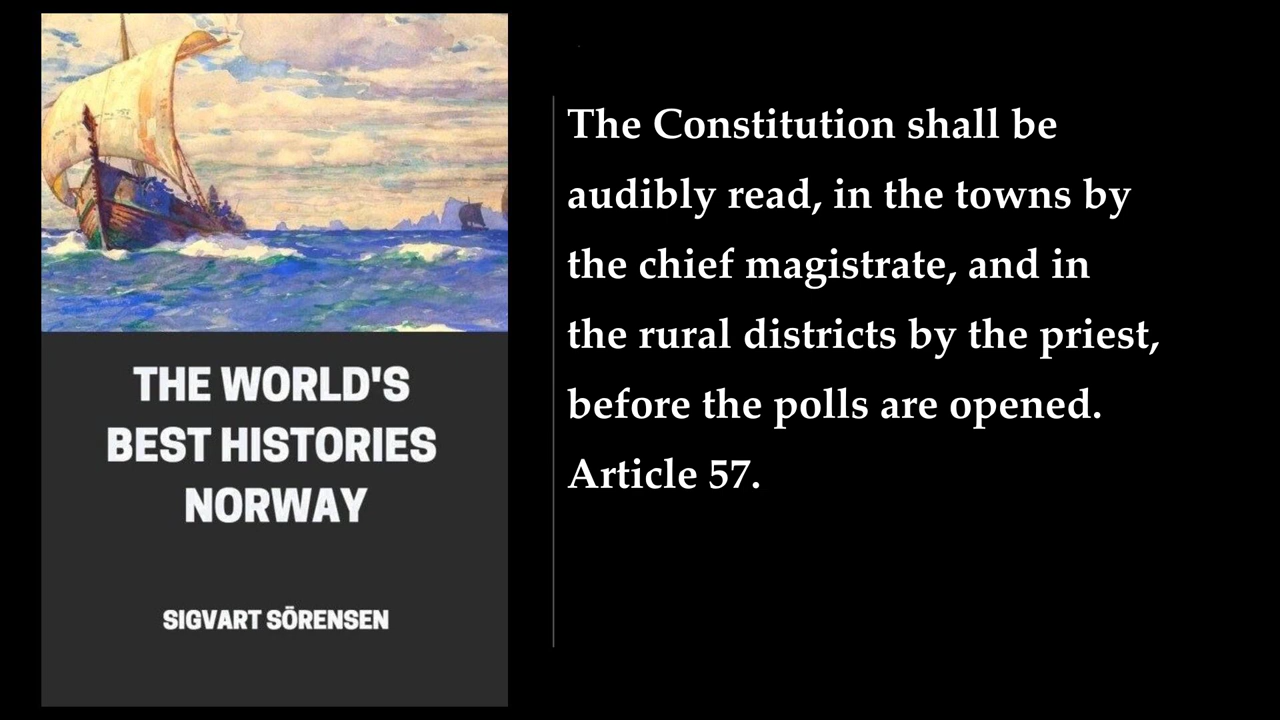 THE WORLD'S
BEST HISTORIES
NORWAY
SIGVART SÖRENSEN
The Constitution shall be
audibly read, in the towns by
the chief magistrate, and in
the rural districts by the priest,
before the polls are opened.
Article 57.